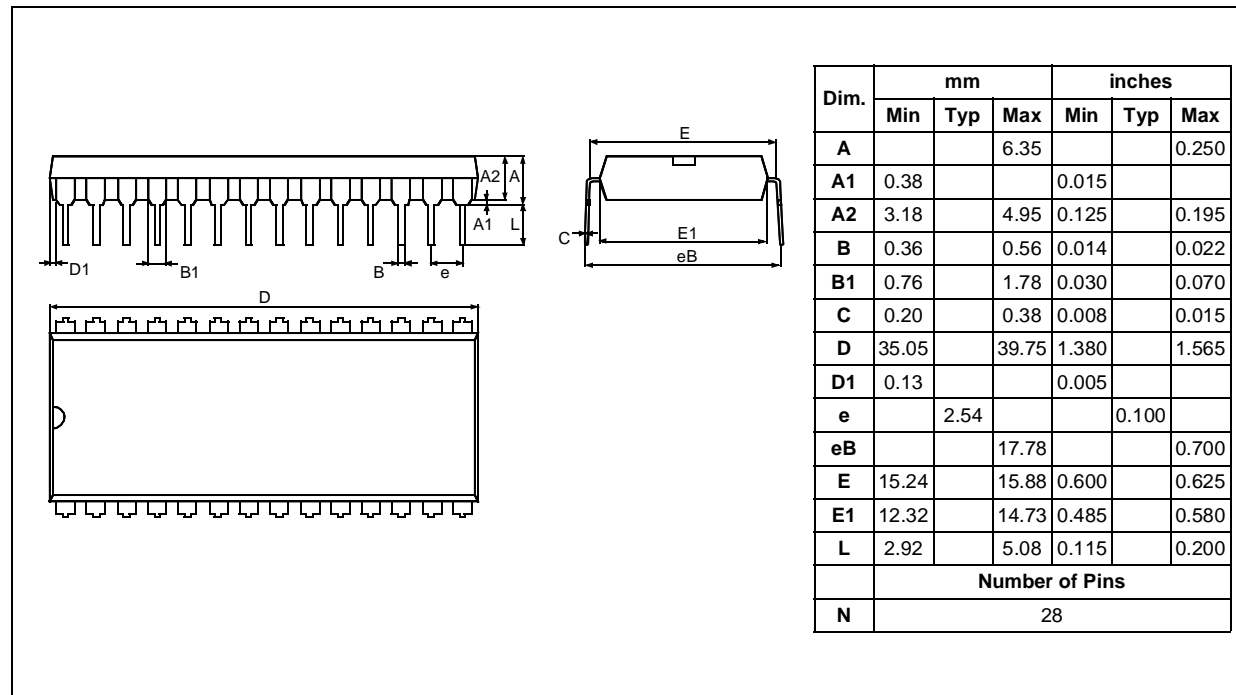 E
A2
A
A1
L
C
E1
eB
D1
B1
B
e
D
Dim. mm inches
Min Typ Max Min Typ Max
A 6.35 0.250
A1 0.38 0.015
A2 3.18 4.95 0.125 0.195
B 0.36 0.56 0.014 0.022
B1 0.76 1.78 0.030 0.070
C 0.20 0.38 0.008 0.015
D 35.05 39.75 1.380 1.565
D1 0.13 0.005
e 2.54 0.100
eB 17.78 0.700
E 15.24 15.88 0.600 0.625
E1 12.32 14.73 0.485 0.580
L 2.92 5.08 0.115 0.200
Number of Pins
N 28